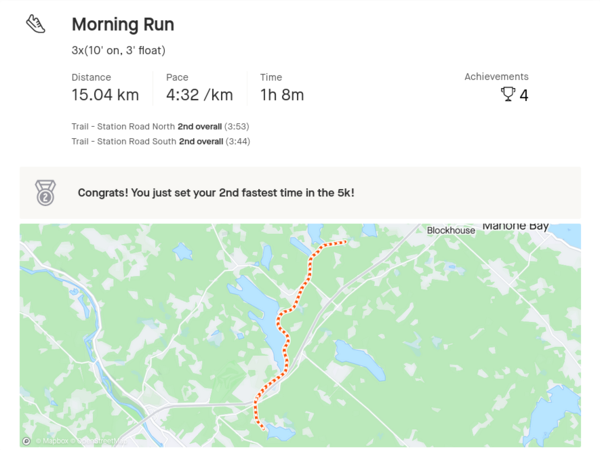 Morning Run
3x(10' on, 3' float)
Distance
15.04 km
Pace
4:32 /km
Time
1h 8m
Achievements
4
Trail - Station Road North 2nd overall (3:53)
Trail - Station Road South 2nd overall (3:44)
2
Congrats! You just set your 2nd fastest time in the 5k!
Blockhouse
Mahone Bay
© Mapbox © OpenStreetMap